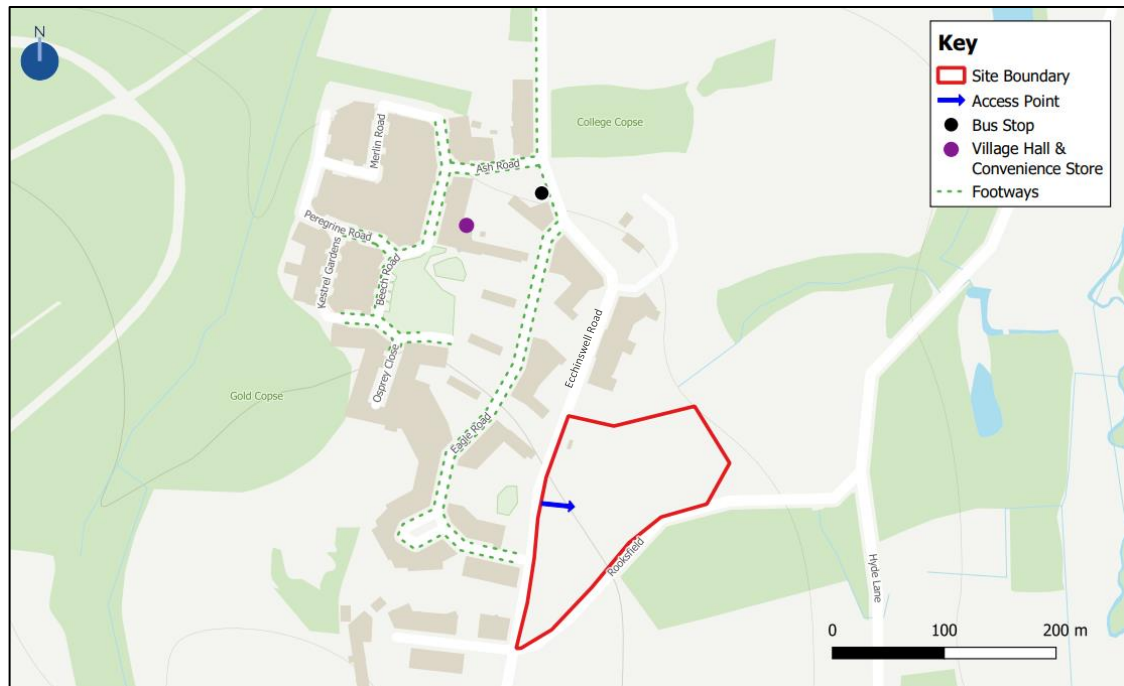 N
Key
Site Boundary
Access Point
Bus Stop
Village Hall &
Convenience Store
Footways
College Copse
Merlin Road
Ash Road
Peregrine Road
Kestrel Gardens
Beech Road
Ecchinswell Road
Osprey Close
Gold Copse
Eagle Road
Rooksfield
Hyde Lane
0 100 200 m